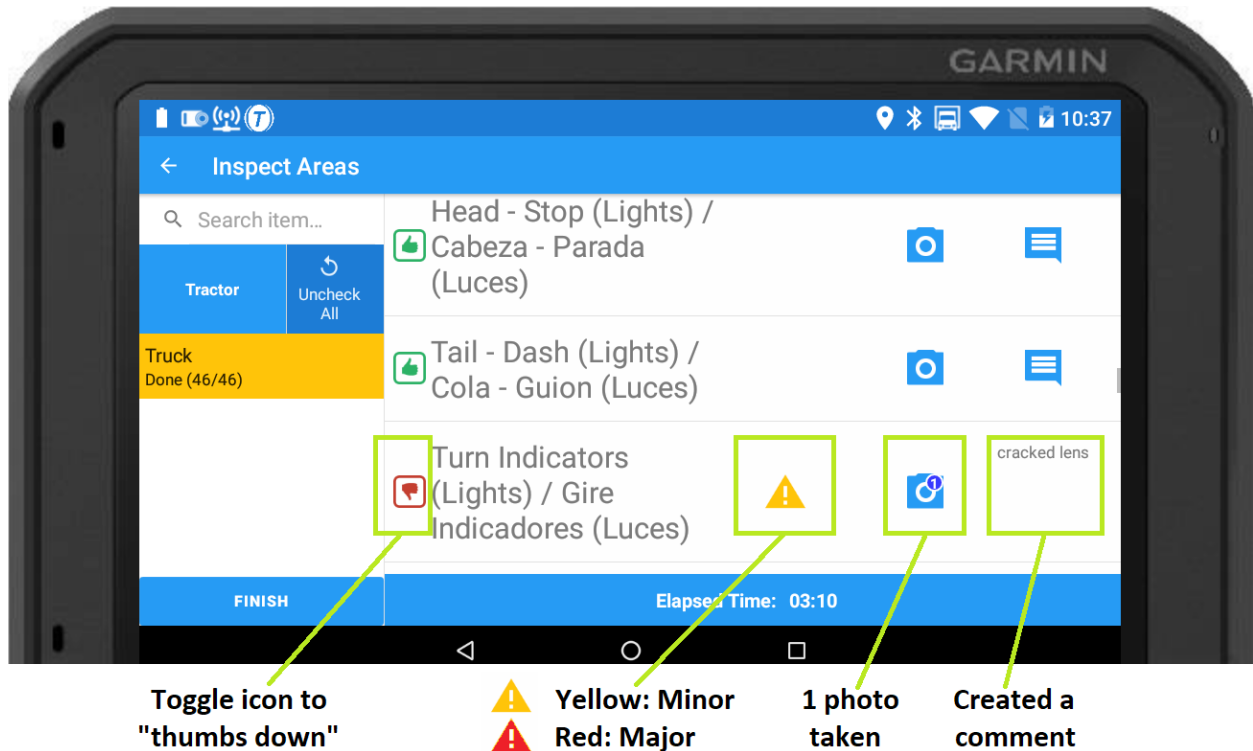 GARMIN
10:37
Inspect Areas
Search item...
Tractor
Uncheck
All
Truck
Done (46/46)
FINISH
Head - Stop (Lights) /
Cabeza - Parada
(Luces)
Tail - Dash (Lights) /
Cola - Guion (Luces)
Turn Indicators
(Lights) / Gire
Indicadores (Luces)
1
cracked lens
Elapsed Time: 03:10
Toggle icon to
"thumbs down"
Yellow: Minor
Red: Major
1 photo
taken
Created a
comment